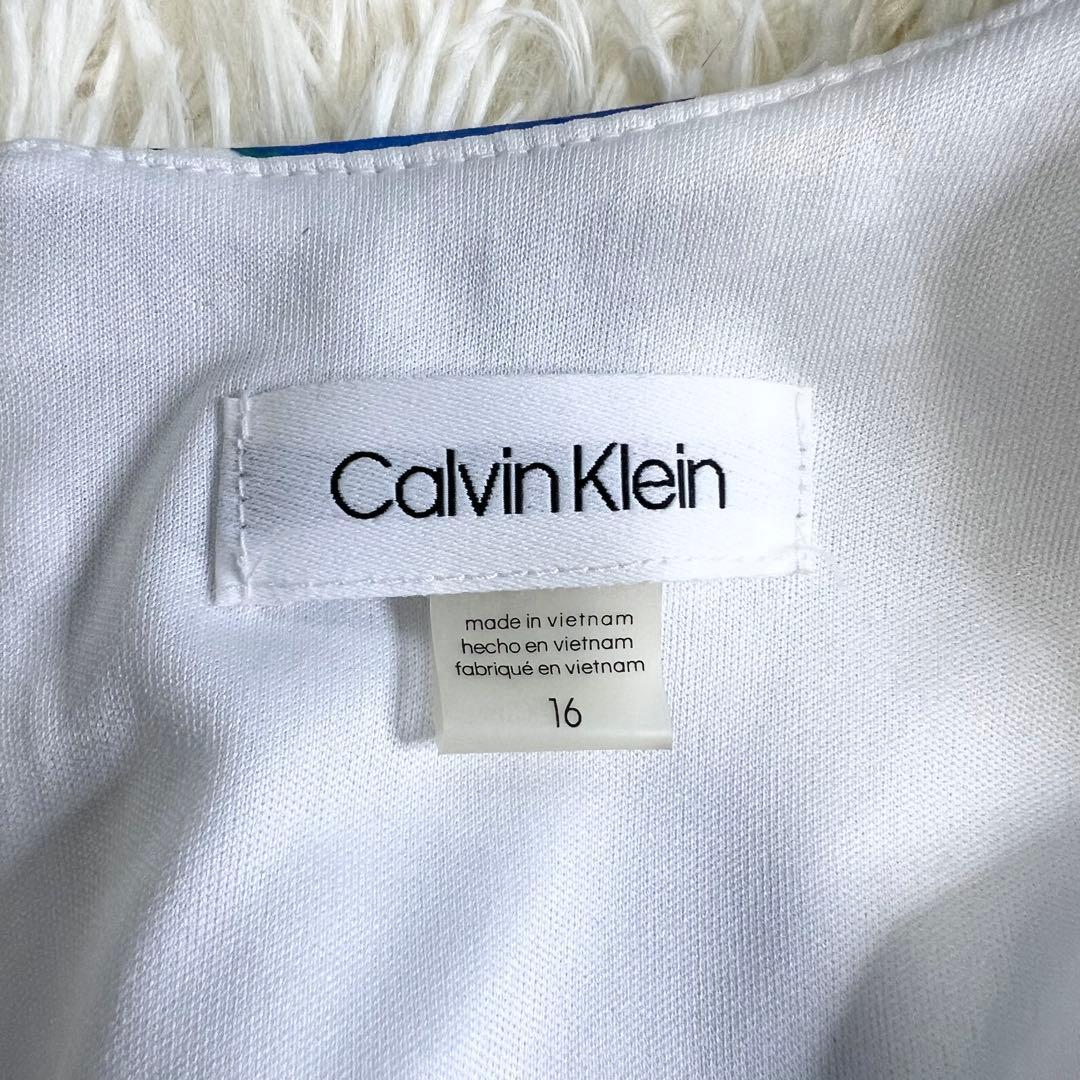 Calvin Klein
made in vietnam
hecho en vietnam
fabriqué en vietnam
16